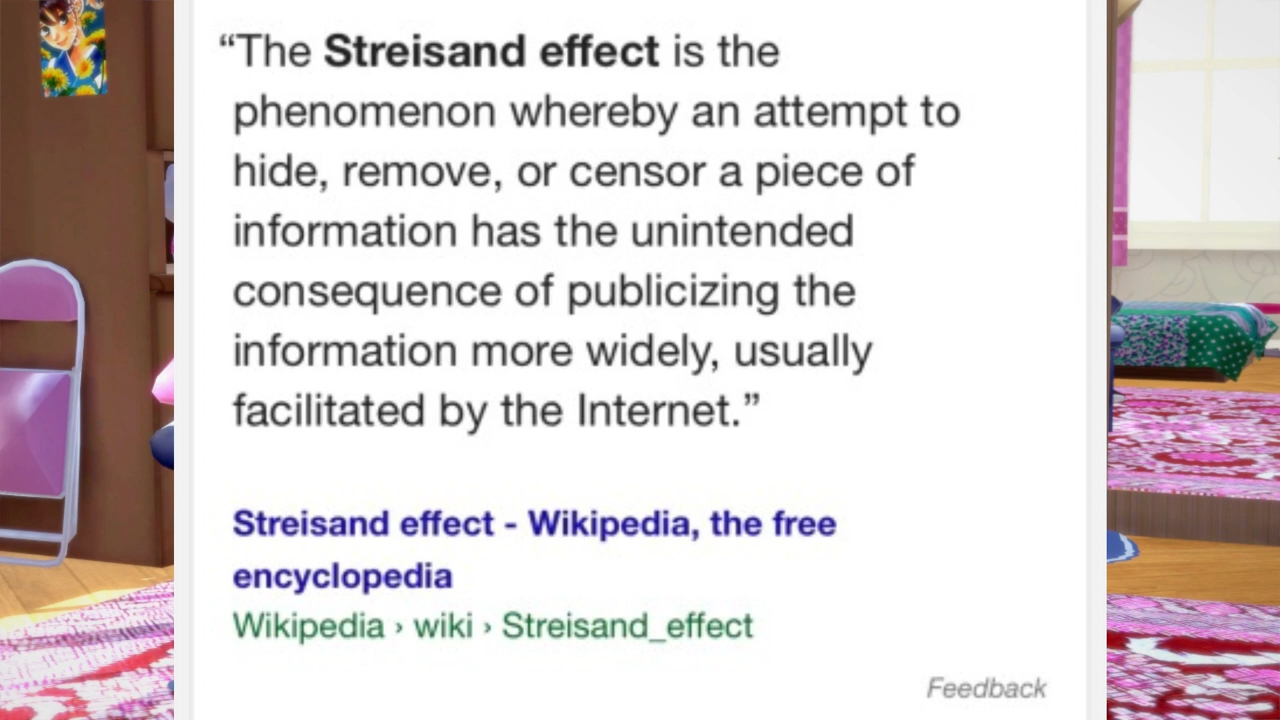 “The Streisand effect is the
phenomenon whereby an attempt to
hide, remove, or censor a piece of
information has the unintended
consequence of publicizing the
information more widely, usually
facilitated by the Internet.”
Streisand effect - Wikipedia, the free
encyclopedia
Wikipedia › wiki › Streisand_effect
Feedback